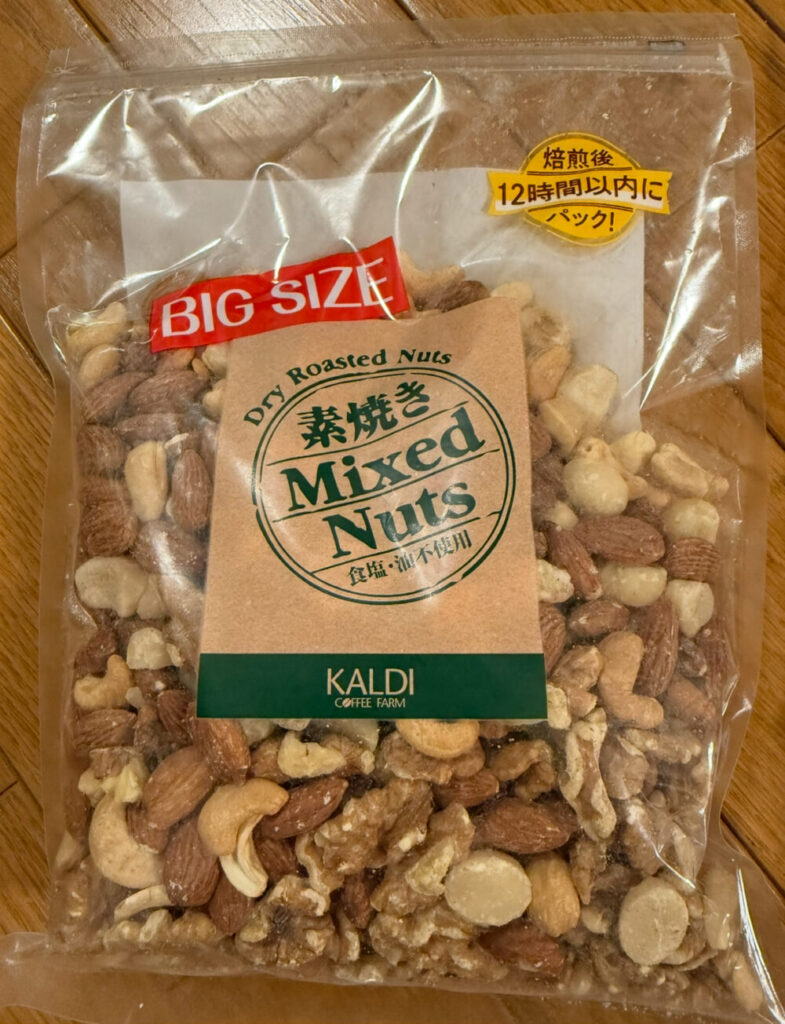 焙煎後
12時間以内に
パック!
BIG SIZE
Dry Roasted Nuts
素焼き
Mixed
Nuts
食塩・油不使用
KALDI
COFFEE FARM